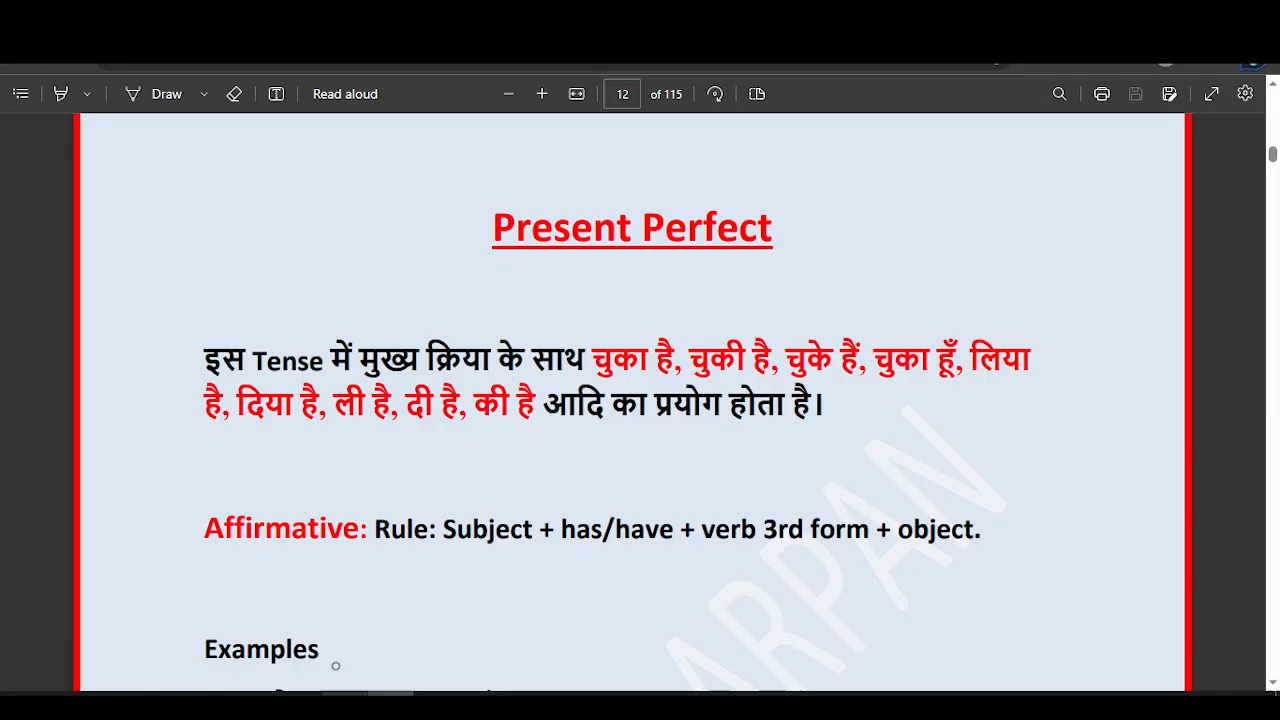 Draw
Read aloud
12 of 115
Present Perfect
इस Tense में मुख्य क्रिया के साथ चुका है, चुकी है, चुके हैं, चुका हूँ, लिया
है, दिया है, ली है, दी है, की है आदि का प्रयोग होता है।
Affirmative: Rule: Subject + has/have + verb 3rd form + object.
Examples
ARPAN